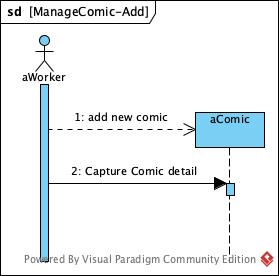 sd [ManageComic-Add]
aWorker
1: add new comic
aComic
2: Capture Comic detail
Powered By Visual Paradigm Community Edition